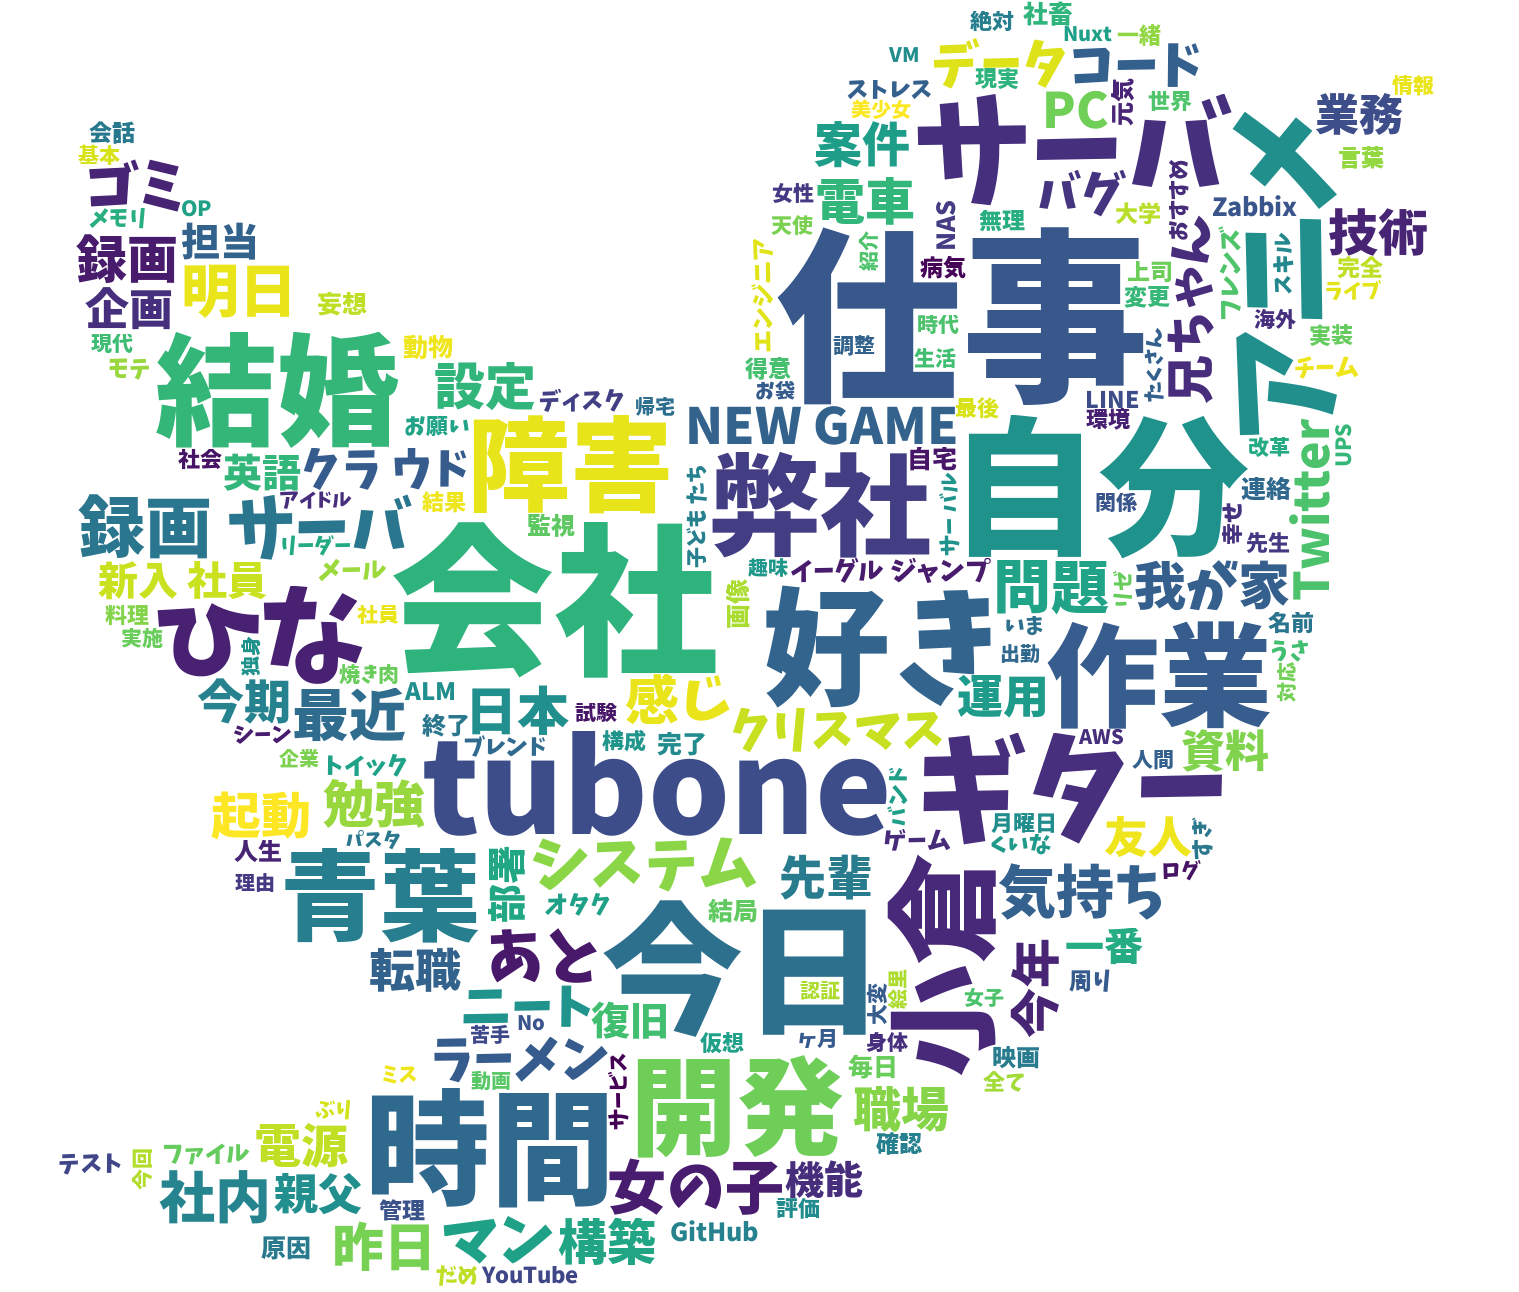 絶対
社畜
Nuxt
一緒
VM
データ
コード
現実
ストレス
美少女
PC
元気
世界
情報
業務
会話
基本
ゴミ
案件
サーバ
バグ
アニメ
言葉
メモリ
OP
女性
電車
天使
NAS
無理
大学
おすすめ
Zabbix
技術
録画
担当
企画
明日
妄想
エンジニア
紹介
病気
仕事
上司
変更
兄ちゃん
フレンズ
スキル
完全
ライブ
海外
実装
現代
モテ
結婚
動物
時代
調整
生活
得意
お袋
たくさん
チーム
設定
ディスク
帰宅
LINE
環境
お願い
障害
NEW GAME
最後
自分
改革
Twitter
UPS
社会
英語
クラウド
アイドル
結果
監視
子どもたち
弊社
自宅
サーバル
関係
連絡
幸せ
先生
録画サーバ
リーダー
メール
新入社員
会社
趣味
イーグルジャンプ
問題
リゼ
我が家
料理
実施
ひな
社員
独身
焼き肉
画像
好き
いま
出勤
作業
名前
うさ
おたく
今期
最近
ALM
シーン
終了
日本
試験
感じ
クリスマス
運用
企業
トイック
ブレンド
構成
完了
tubone
バンド
ギター
AWS
人間
資料
起動
勉強
パスタ
人生
理由
青葉
部署
システム
オタク
先輩
結局
ゲーム
月曜日
くいな
友人
すぎ
ログ
小倉
気持ち
転職
あと
今日
認証
大変
絵里
女子
今年
一番
周り
ニート
No
苦手
復旧
仮想
ヶ月
身体
映画
全て
ラーメン
ミス
動画
サービス
開発
毎日
職場
確認
ぶり
電源
時間
テスト
今回
ファイル
社内
親父
管理
女の子
機能
評価
原因
昨日
マン
構築
GitHub
だめ
YouTube